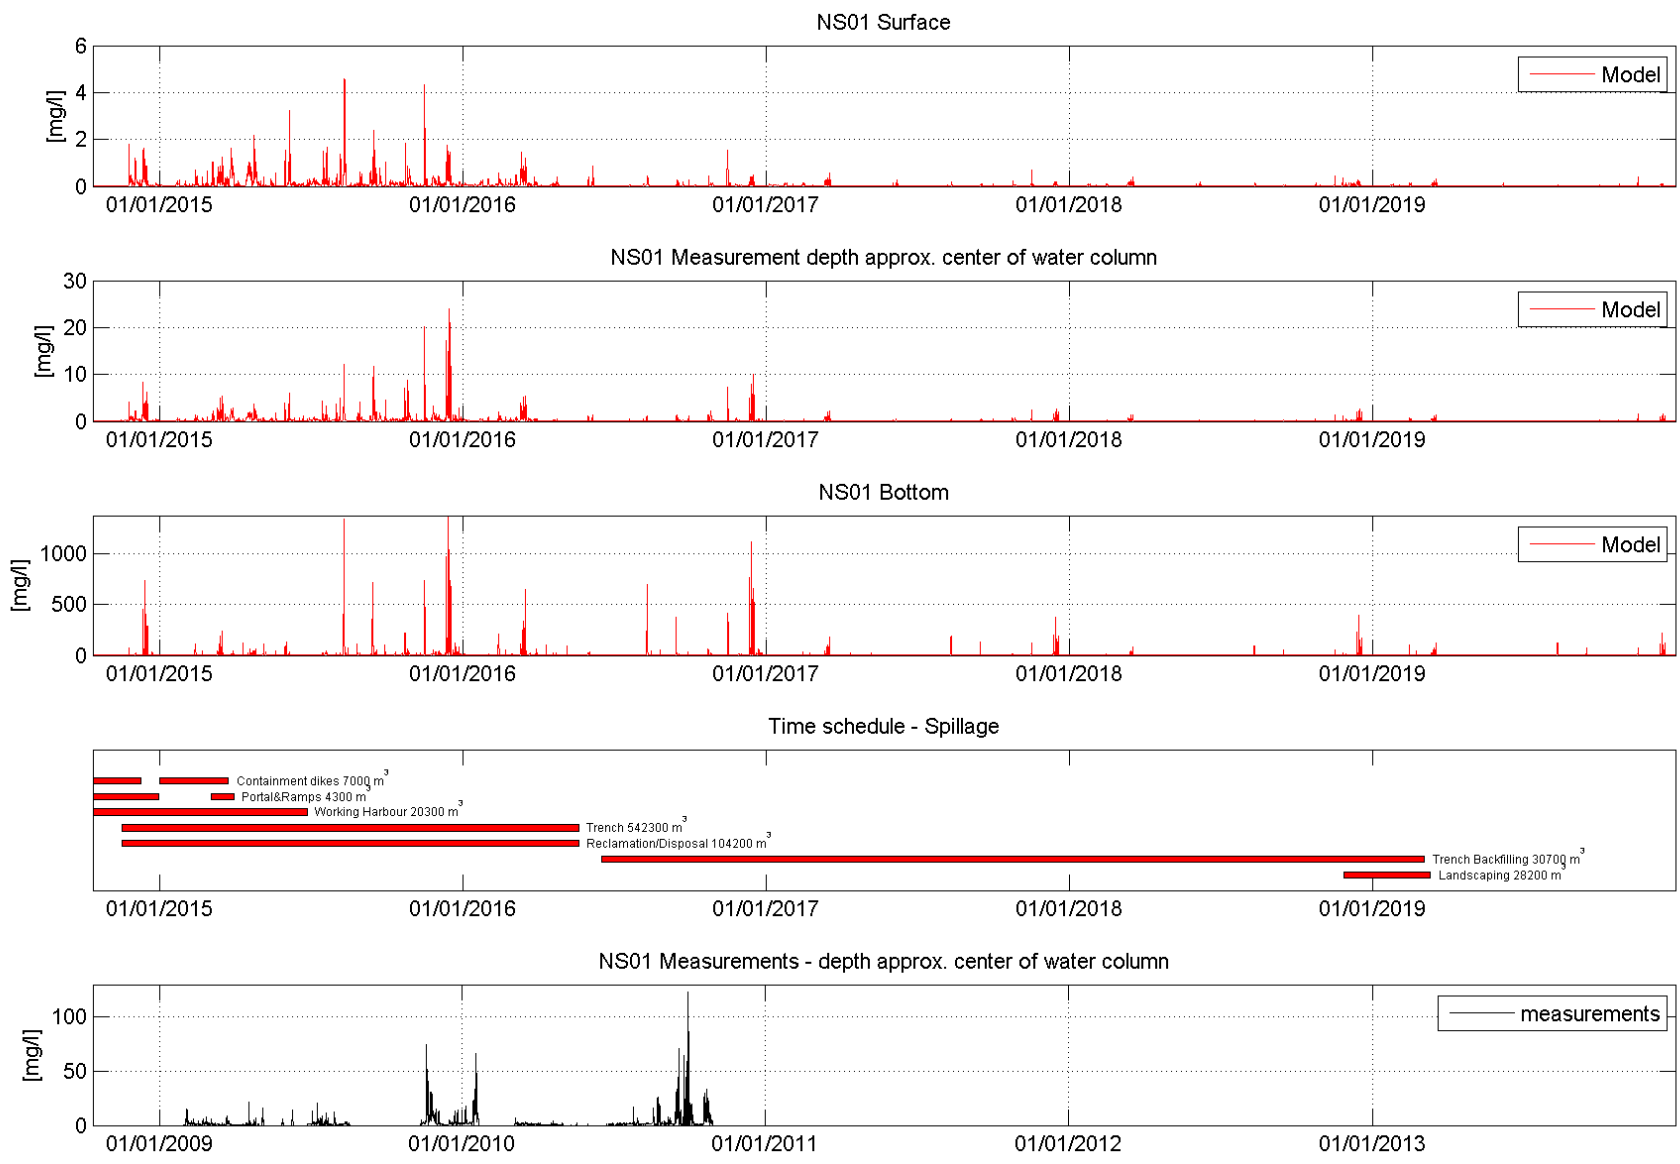 NS01 Surface
[mg/l]
6
4
2
0
Model
01/01/2015 01/01/2016 01/01/2017 01/01/2018 01/01/2019
NS01 Measurement depth approx. center of water column
[mg/l]
30
20
10
0
Model
01/01/2015 01/01/2016 01/01/2017 01/01/2018 01/01/2019
NS01 Bottom
[mg/l]
1000
500
0
Model
01/01/2015 01/01/2016 01/01/2017 01/01/2018 01/01/2019
Time schedule - Spillage
Containment dikes 7000 m³
Portal&Ramps 4300 m³
Working Harbour 20300 m³
Trench 542300 m³
Reclamation/Disposal 104200 m³
Trench Backfilling 30700 m³
Landscaping 28200 m³
01/01/2015 01/01/2016 01/01/2017 01/01/2018 01/01/2019
NS01 Measurements - depth approx. center of water column
[mg/l]
100
50
0
measurements
01/01/2009 01/01/2010 01/01/2011 01/01/2012 01/01/2013